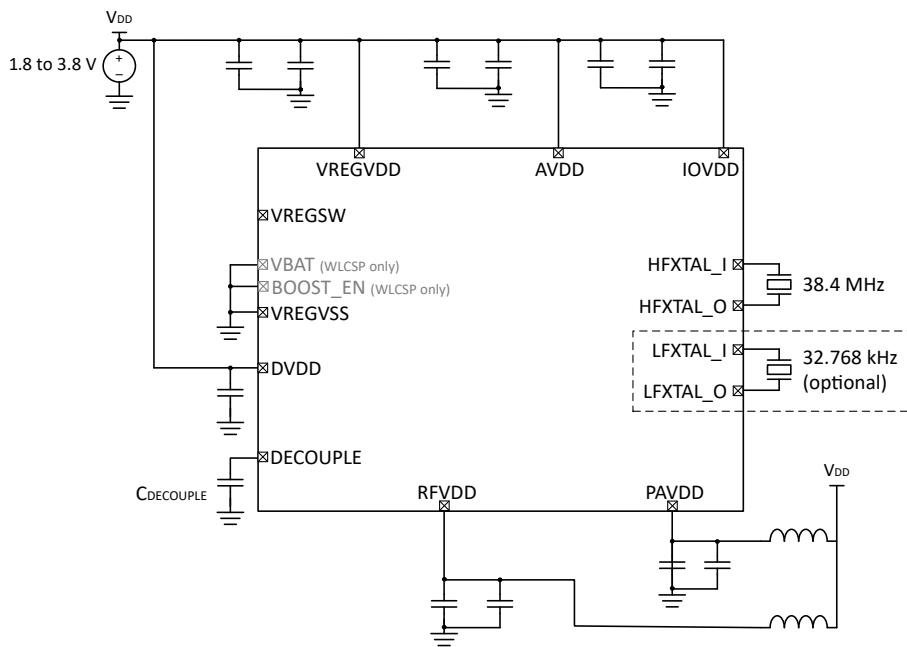 VDD
1.8 to 3.8 V
+
–
VREGVDD
AVDD
IOVDD
VREGSW
VBAT (WLCSP only)
BOOST_EN (WLCSP only)
VREGVSS
DVDD
DECOUPLE
CDECOUPLE
HFXTAL_I
HFXTAL_O
38.4 MHz
LFXTAL_I
LFXTAL_O
32.768 kHz
(optional)
RFVDD
PAVDD
VDD